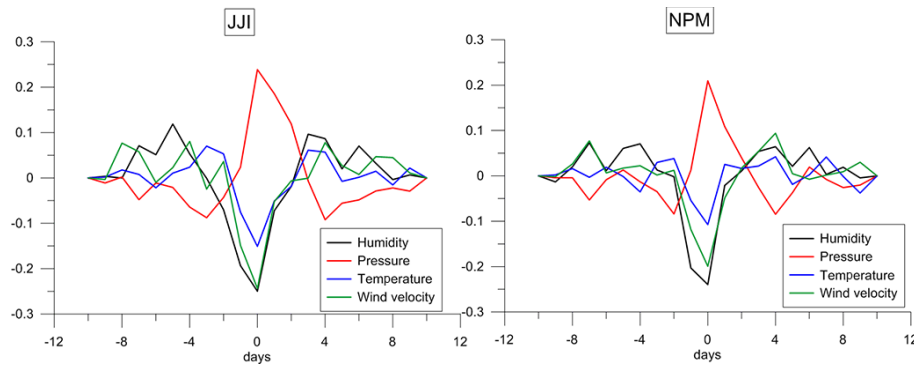 JJI
0.3
0.2
0.1
0
-0.1
-0.2
-0.3
-12 -8 -4 0 4 8 12
days
Humidity
Pressure
Temperature
Wind velocity
NPM
0.3
0.2
0.1
0
-0.1
-0.2
-0.3
-12 -8 -4 0 4 8 12
days
Humidity
Pressure
Temperature
Wind velocity